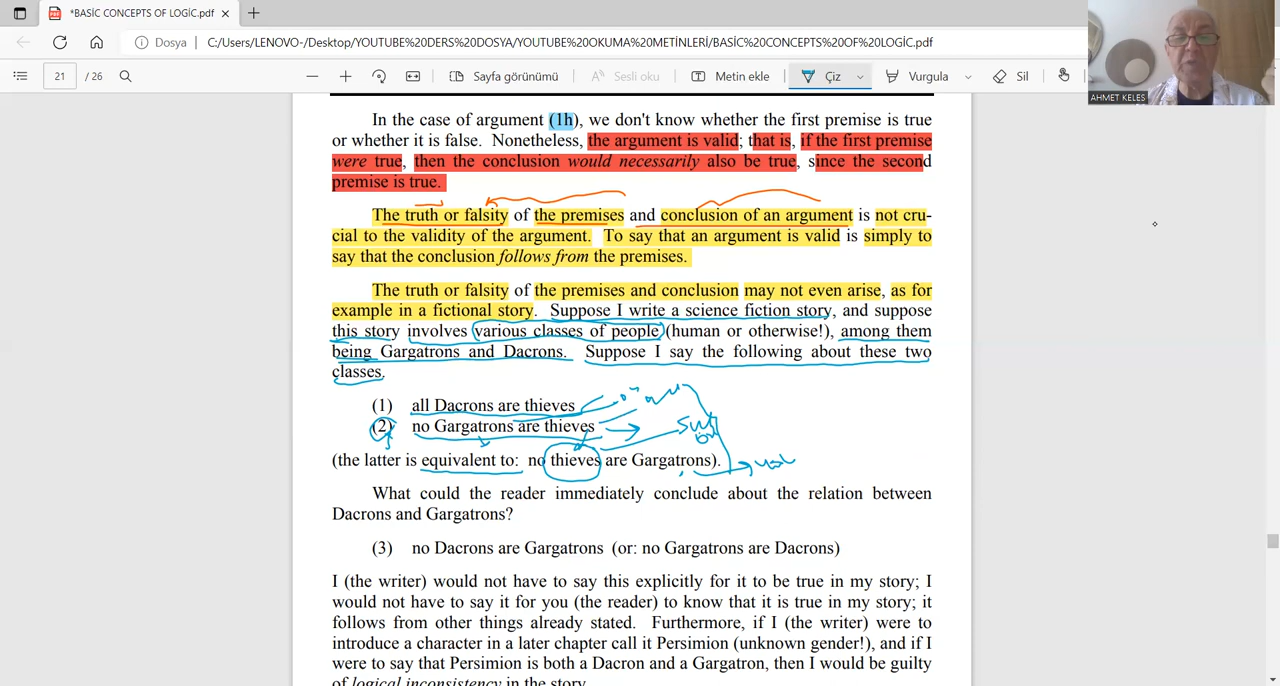 *BASİC CONCEPTS OF LOGİC.pdf
Dosya
C:/Users/LENOVO-/Desktop/YOUTUBE%20DERS%20DOSYA/YOUTUBE%20OKUMA%20METİNLERİ/BASİC%20CONCEPTS%20OF%20LOGİC.pdf
21 / 26
Sayfa görünümü
Sesli oku
Metin ekle
Çiz
Vurgula
Sil
AHMET KELES
In the case of argument (1h), we don't know whether the first premise is true
or whether it is false. Nonetheless, the argument is valid; that is, if the first premise
were true, then the conclusion would necessarily also be true, since the second
premise is true.
The truth or falsity of the premises and conclusion of an argument is not cru-
cial to the validity of the argument. To say that an argument is valid is simply to
say that the conclusion follows from the premises.
The truth or falsity of the premises and conclusion may not even arise, as for
example in a fictional story. Suppose I write a science fiction story, and suppose
this story involves various classes of people (human or otherwise!), among them
being Gargatrons and Dacrons. Suppose I say the following about these two
classes.
(1) all Dacrons are thieves
(2) no Gargatrons are thieves
(the latter is equivalent to: no thieves are Gargatrons).
What could the reader immediately conclude about the relation between
Dacrons and Gargatrons?
(3) no Dacrons are Gargatrons (or: no Gargatrons are Dacrons)
I (the writer) would not have to say this explicitly for it to be true in my story; I
would not have to say it for you (the reader) to know that it is true in my story; it
follows from other things already stated. Furthermore, if I (the writer) were to
introduce a character in a later chapter call it Persimion (unknown gender!), and if I
were to say that Persimion is both a Dacron and a Gargatron, then I would be guilty
of logical inconsistency in the story.